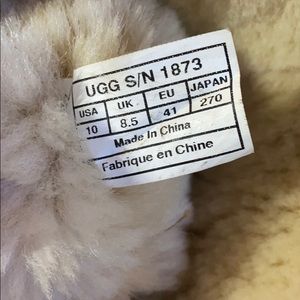 UGG S/N 1873
USA UK EU JAPAN
10 8.5 41 270
Made In China
Fabrique en Chine